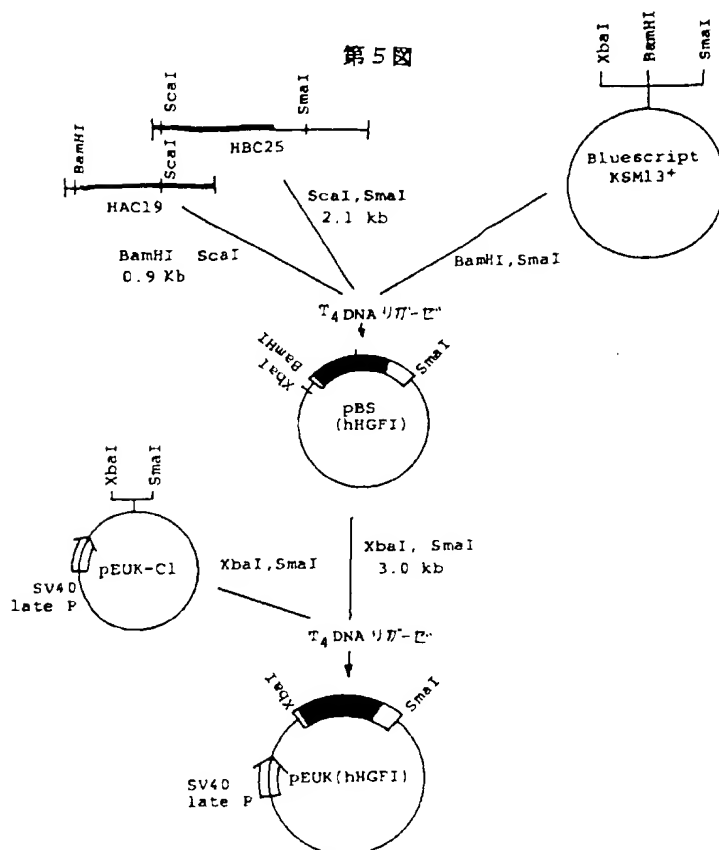 第5図
XbaI
BamHI
SmaI
ScaI
SmaI
HBC25
BamHI
ScaI
HAC19
Bluescript
KSM13+
ScaI,SmaI
2.1 kb
BamHI ScaI
0.9 Kb
BamHI,SmaI
T4 DNA リガーゼ
XbaI
BamHI
SmaI
pBS
(hHGFI)
XbaI
SmaI
pEUK-C1
SV40
late P
XbaI,SmaI
XbaI, SmaI
3.0 kb
T4 DNA リガーゼ
XbaI
SmaI
pEUK(hHGFI)
SV40
late P